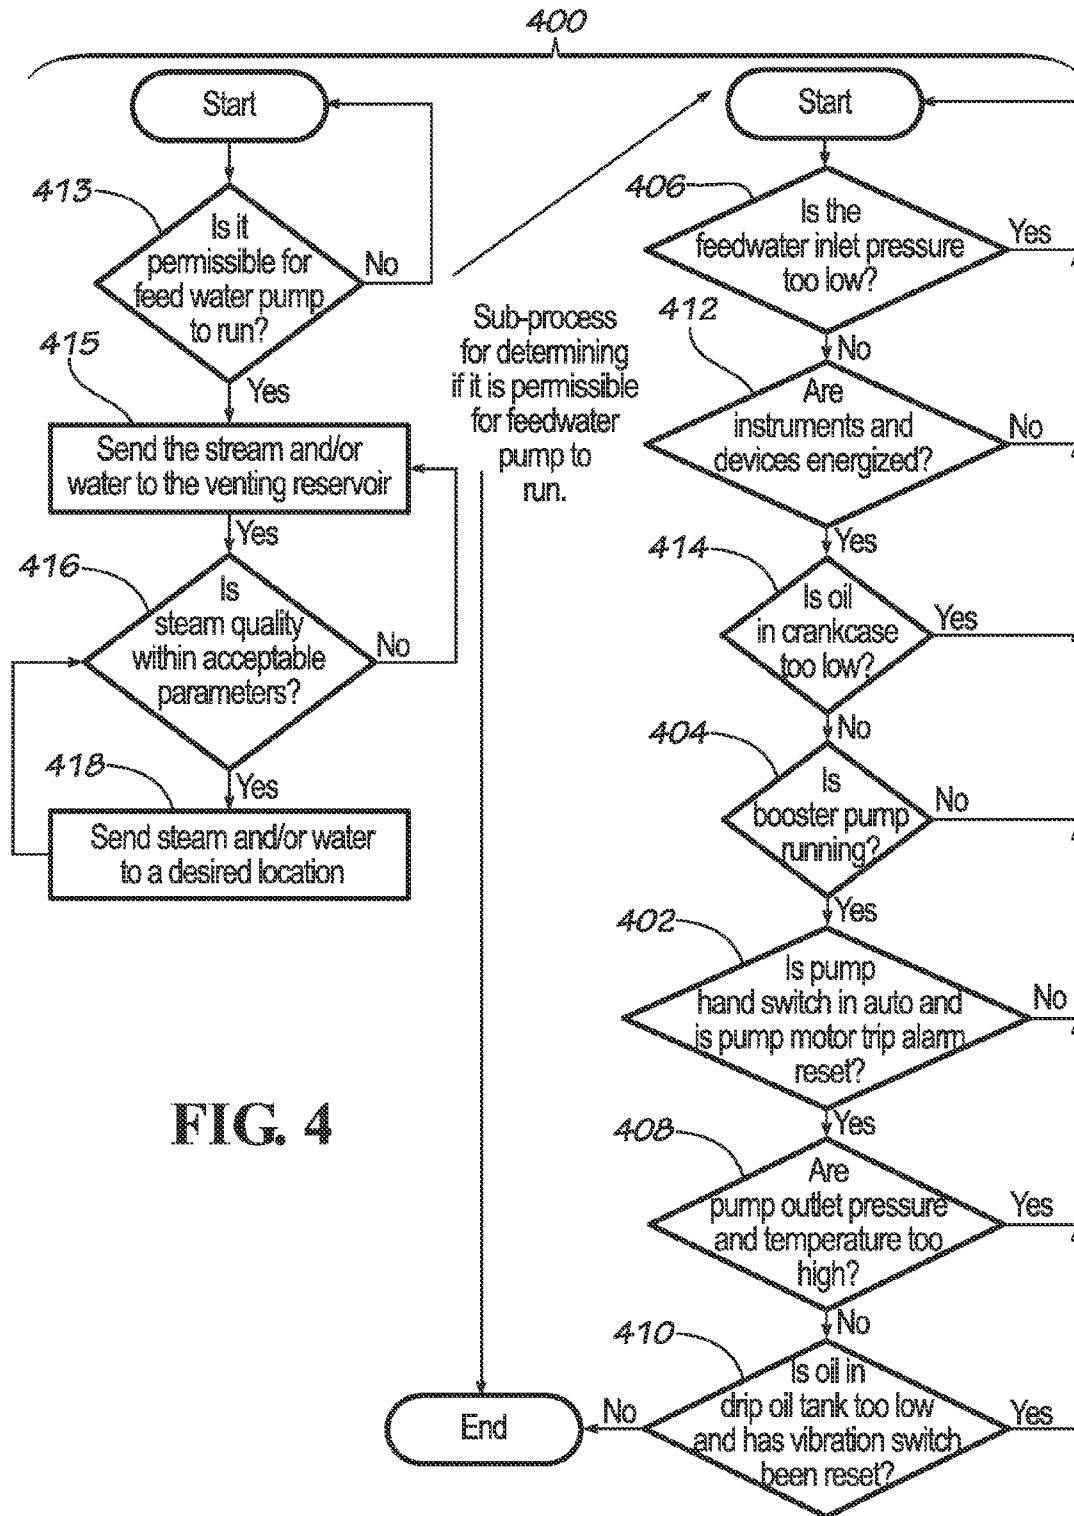 400
Start
413
Is it
permissible for
feed water pump
to run?
No
Yes
415
Send the stream and/or
water to the venting reservoir
Yes
416
Is
steam quality
within acceptable
parameters?
No
Yes
418
Send steam and/or water
to a desired location
FIG. 4
Sub-process
for determining
if it is permissible
for feedwater
pump to
run.
Start
406
Is the
feedwater inlet pressure
too low?
Yes
No
412
Are
instruments and
devices energized?
No
Yes
414
Is oil
in crankcase
too low?
Yes
No
404
Is
booster pump
running?
No
Yes
402
Is pump
hand switch in auto and
is pump motor trip alarm
reset?
No
Yes
408
Are
pump outlet pressure
and temperature too
high?
Yes
No
410
Is oil in
drip oil tank too low
and has vibration switch
been reset?
Yes
No
End